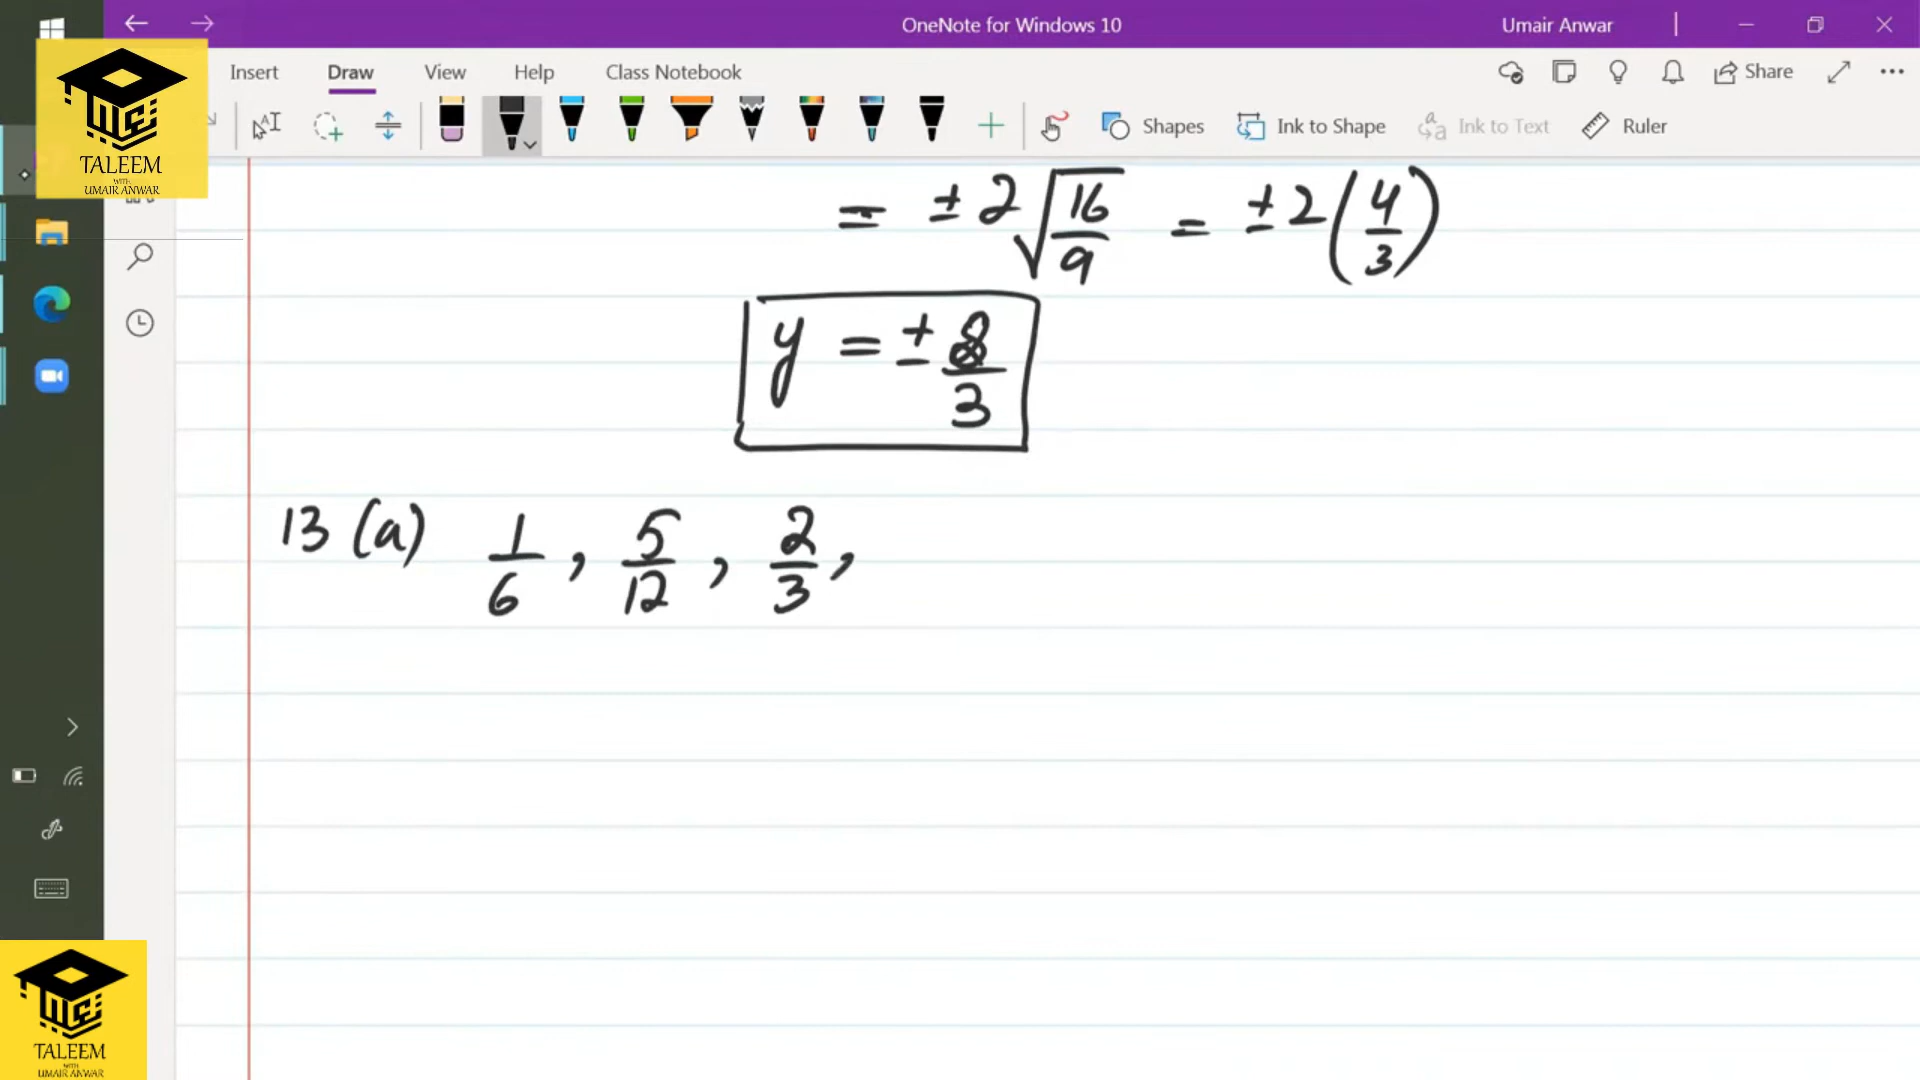 OneNote for Windows 10
Umair Anwar
Insert Draw View Help Class Notebook Share
Shapes Ink to Shape Ink to Text Ruler
TALEEM
WITH
UMAIR ANWAR
= ± 2 √(16/9) = ± 2 (4/3)
y = ± 8/3
13 (a) 1/6 , 5/12 , 2/3 ,
TALEEM
WITH
UMAIR ANWAR